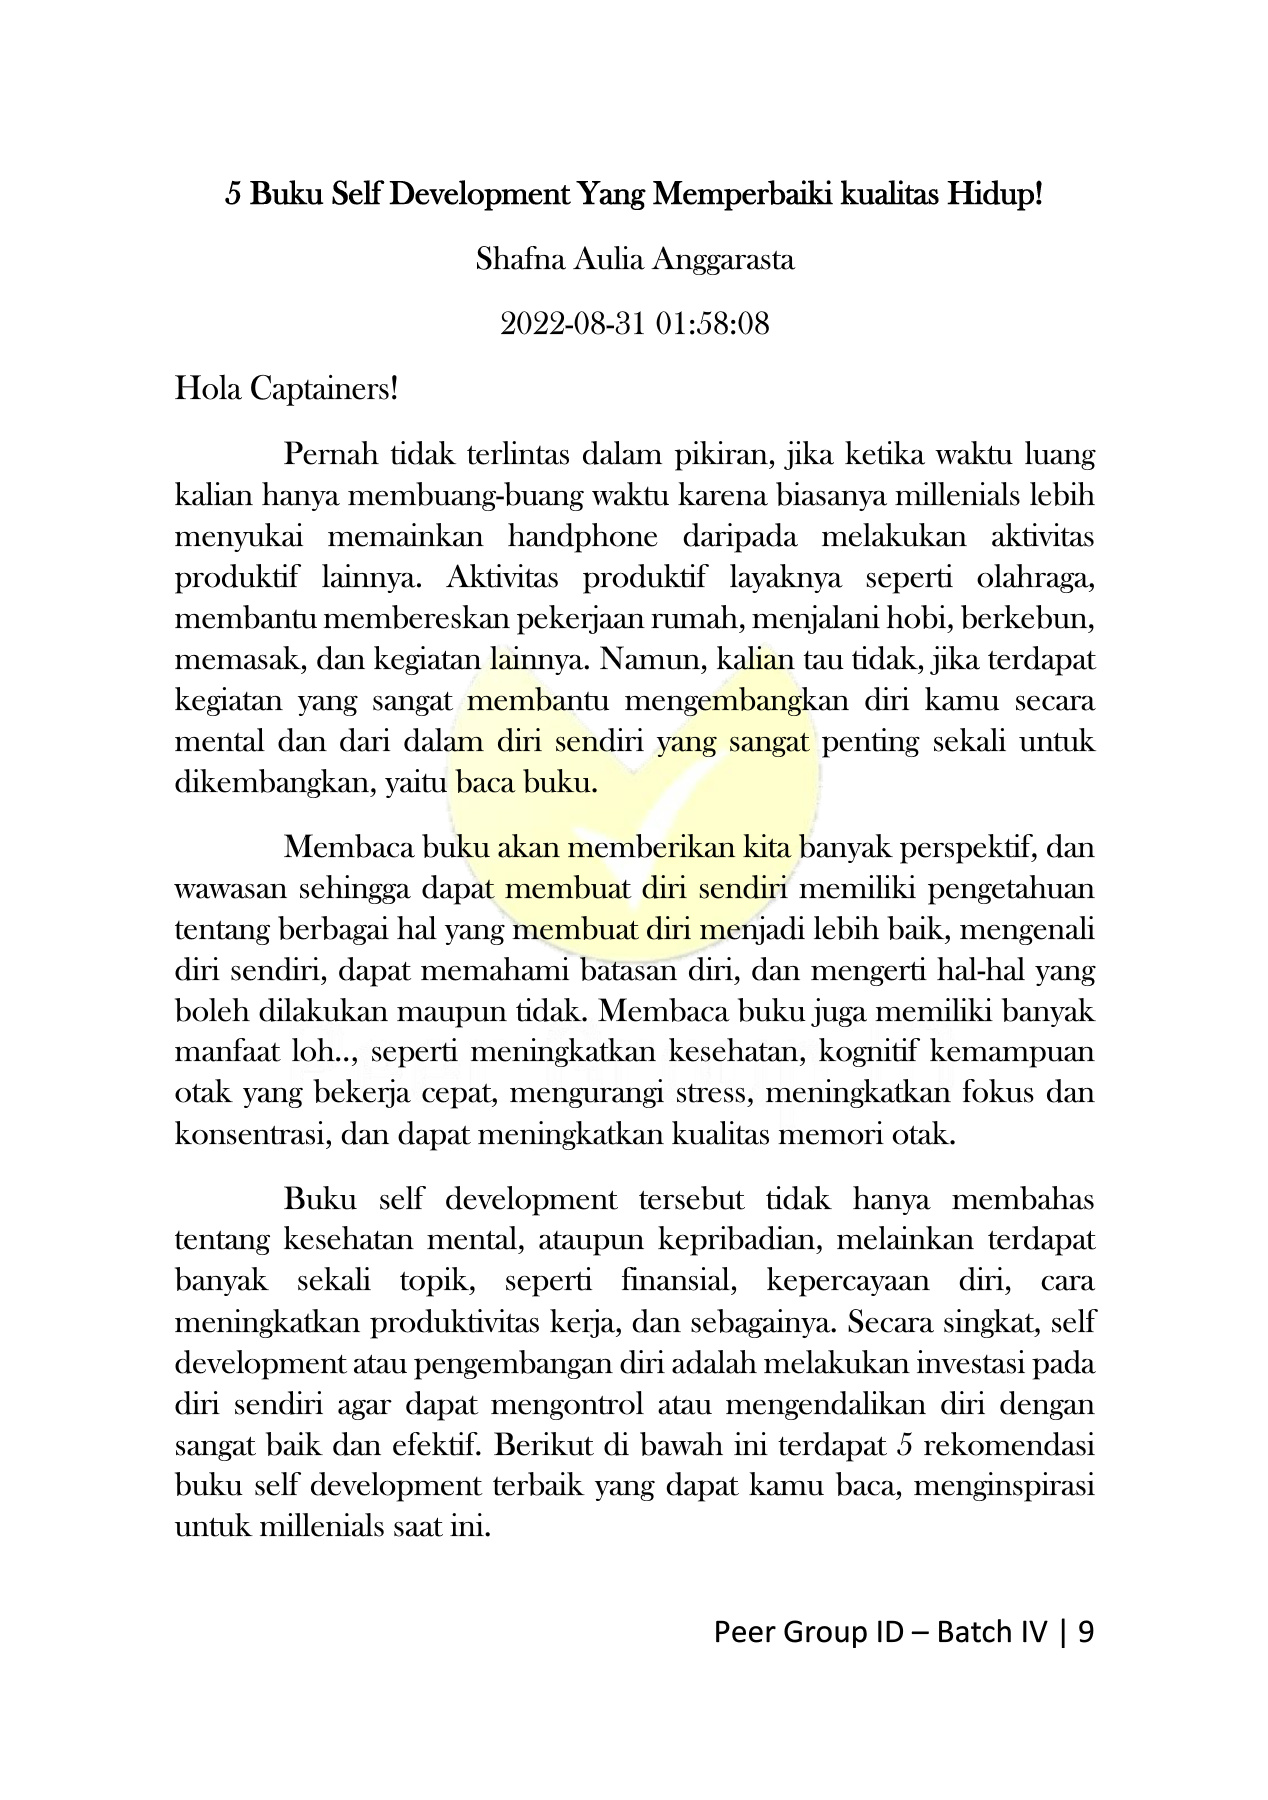 5 Buku Self Development Yang Memperbaiki kualitas Hidup!
Shafna Aulia Anggarasta
2022-08-31 01:58:08
Hola Captainers!
Pernah tidak terlintas dalam pikiran, jika ketika waktu luang
kalian hanya membuang-buang waktu karena biasanya millenials lebih
menyukai memainkan handphone daripada melakukan aktivitas
produktif lainnya. Aktivitas produktif layaknya seperti olahraga,
membantu membereskan pekerjaan rumah, menjalani hobi, berkebun,
memasak, dan kegiatan lainnya. Namun, kalian tau tidak, jika terdapat
kegiatan yang sangat membantu mengembangkan diri kamu secara
mental dan dari dalam diri sendiri yang sangat penting sekali untuk
dikembangkan, yaitu baca buku.
Membaca buku akan memberikan kita banyak perspektif, dan
wawasan sehingga dapat membuat diri sendiri memiliki pengetahuan
tentang berbagai hal yang membuat diri menjadi lebih baik, mengenali
diri sendiri, dapat memahami batasan diri, dan mengerti hal-hal yang
boleh dilakukan maupun tidak. Membaca buku juga memiliki banyak
manfaat loh.., seperti meningkatkan kesehatan, kognitif kemampuan
otak yang bekerja cepat, mengurangi stress, meningkatkan fokus dan
konsentrasi, dan dapat meningkatkan kualitas memori otak.
Buku self development tersebut tidak hanya membahas
tentang kesehatan mental, ataupun kepribadian, melainkan terdapat
banyak sekali topik, seperti finansial, kepercayaan diri, cara
meningkatkan produktivitas kerja, dan sebagainya. Secara singkat, self
development atau pengembangan diri adalah melakukan investasi pada
diri sendiri agar dapat mengontrol atau mengendalikan diri dengan
sangat baik dan efektif. Berikut di bawah ini terdapat 5 rekomendasi
buku self development terbaik yang dapat kamu baca, menginspirasi
untuk millenials saat ini.
Peer Group ID – Batch IV | 9